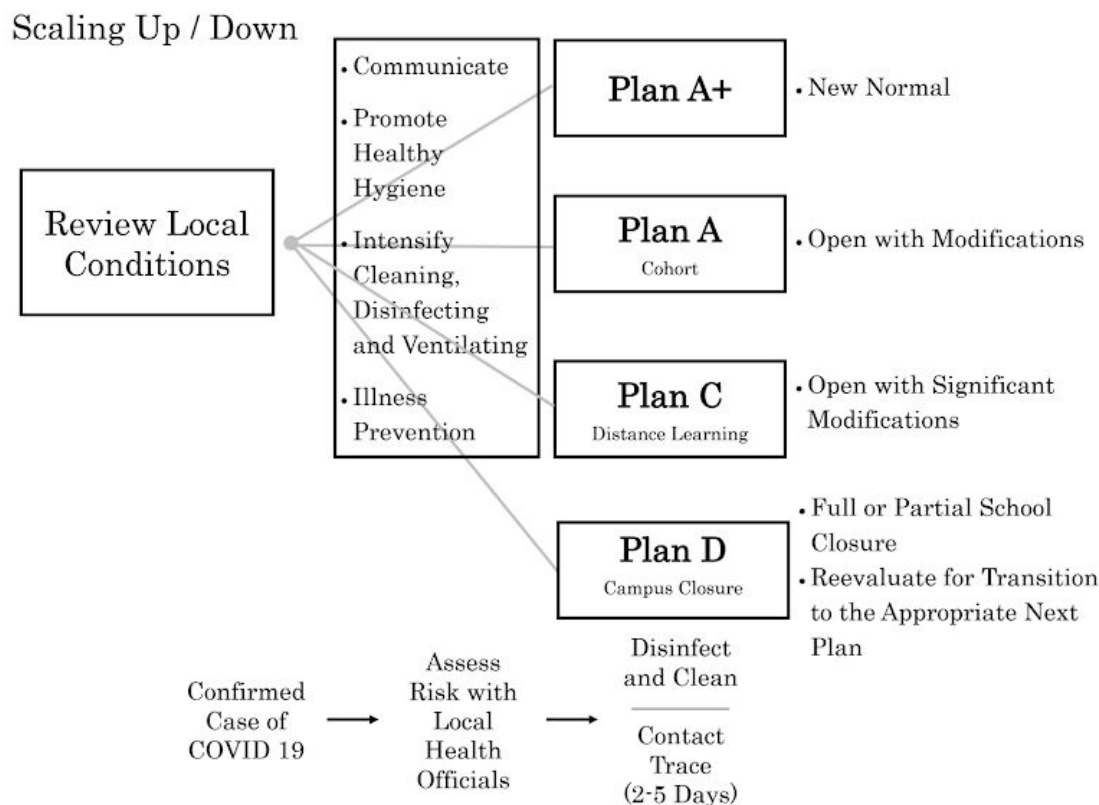 Scaling Up / Down
Review Local
Conditions
• Communicate
• Promote
Healthy
Hygiene
• Intensify
Cleaning,
Disinfecting
and Ventilating
• Illness
Prevention
Plan A+
• New Normal
Plan A
Cohort
• Open with Modifications
Plan C
Distance Learning
• Open with Significant
Modifications
Plan D
Campus Closure
• Full or Partial School
Closure
• Reevaluate for Transition
to the Appropriate Next
Plan
Confirmed
Case of
COVID 19
Assess
Risk with
Local
Health
Officials
Disinfect
and Clean
Contact
Trace
(2-5 Days)